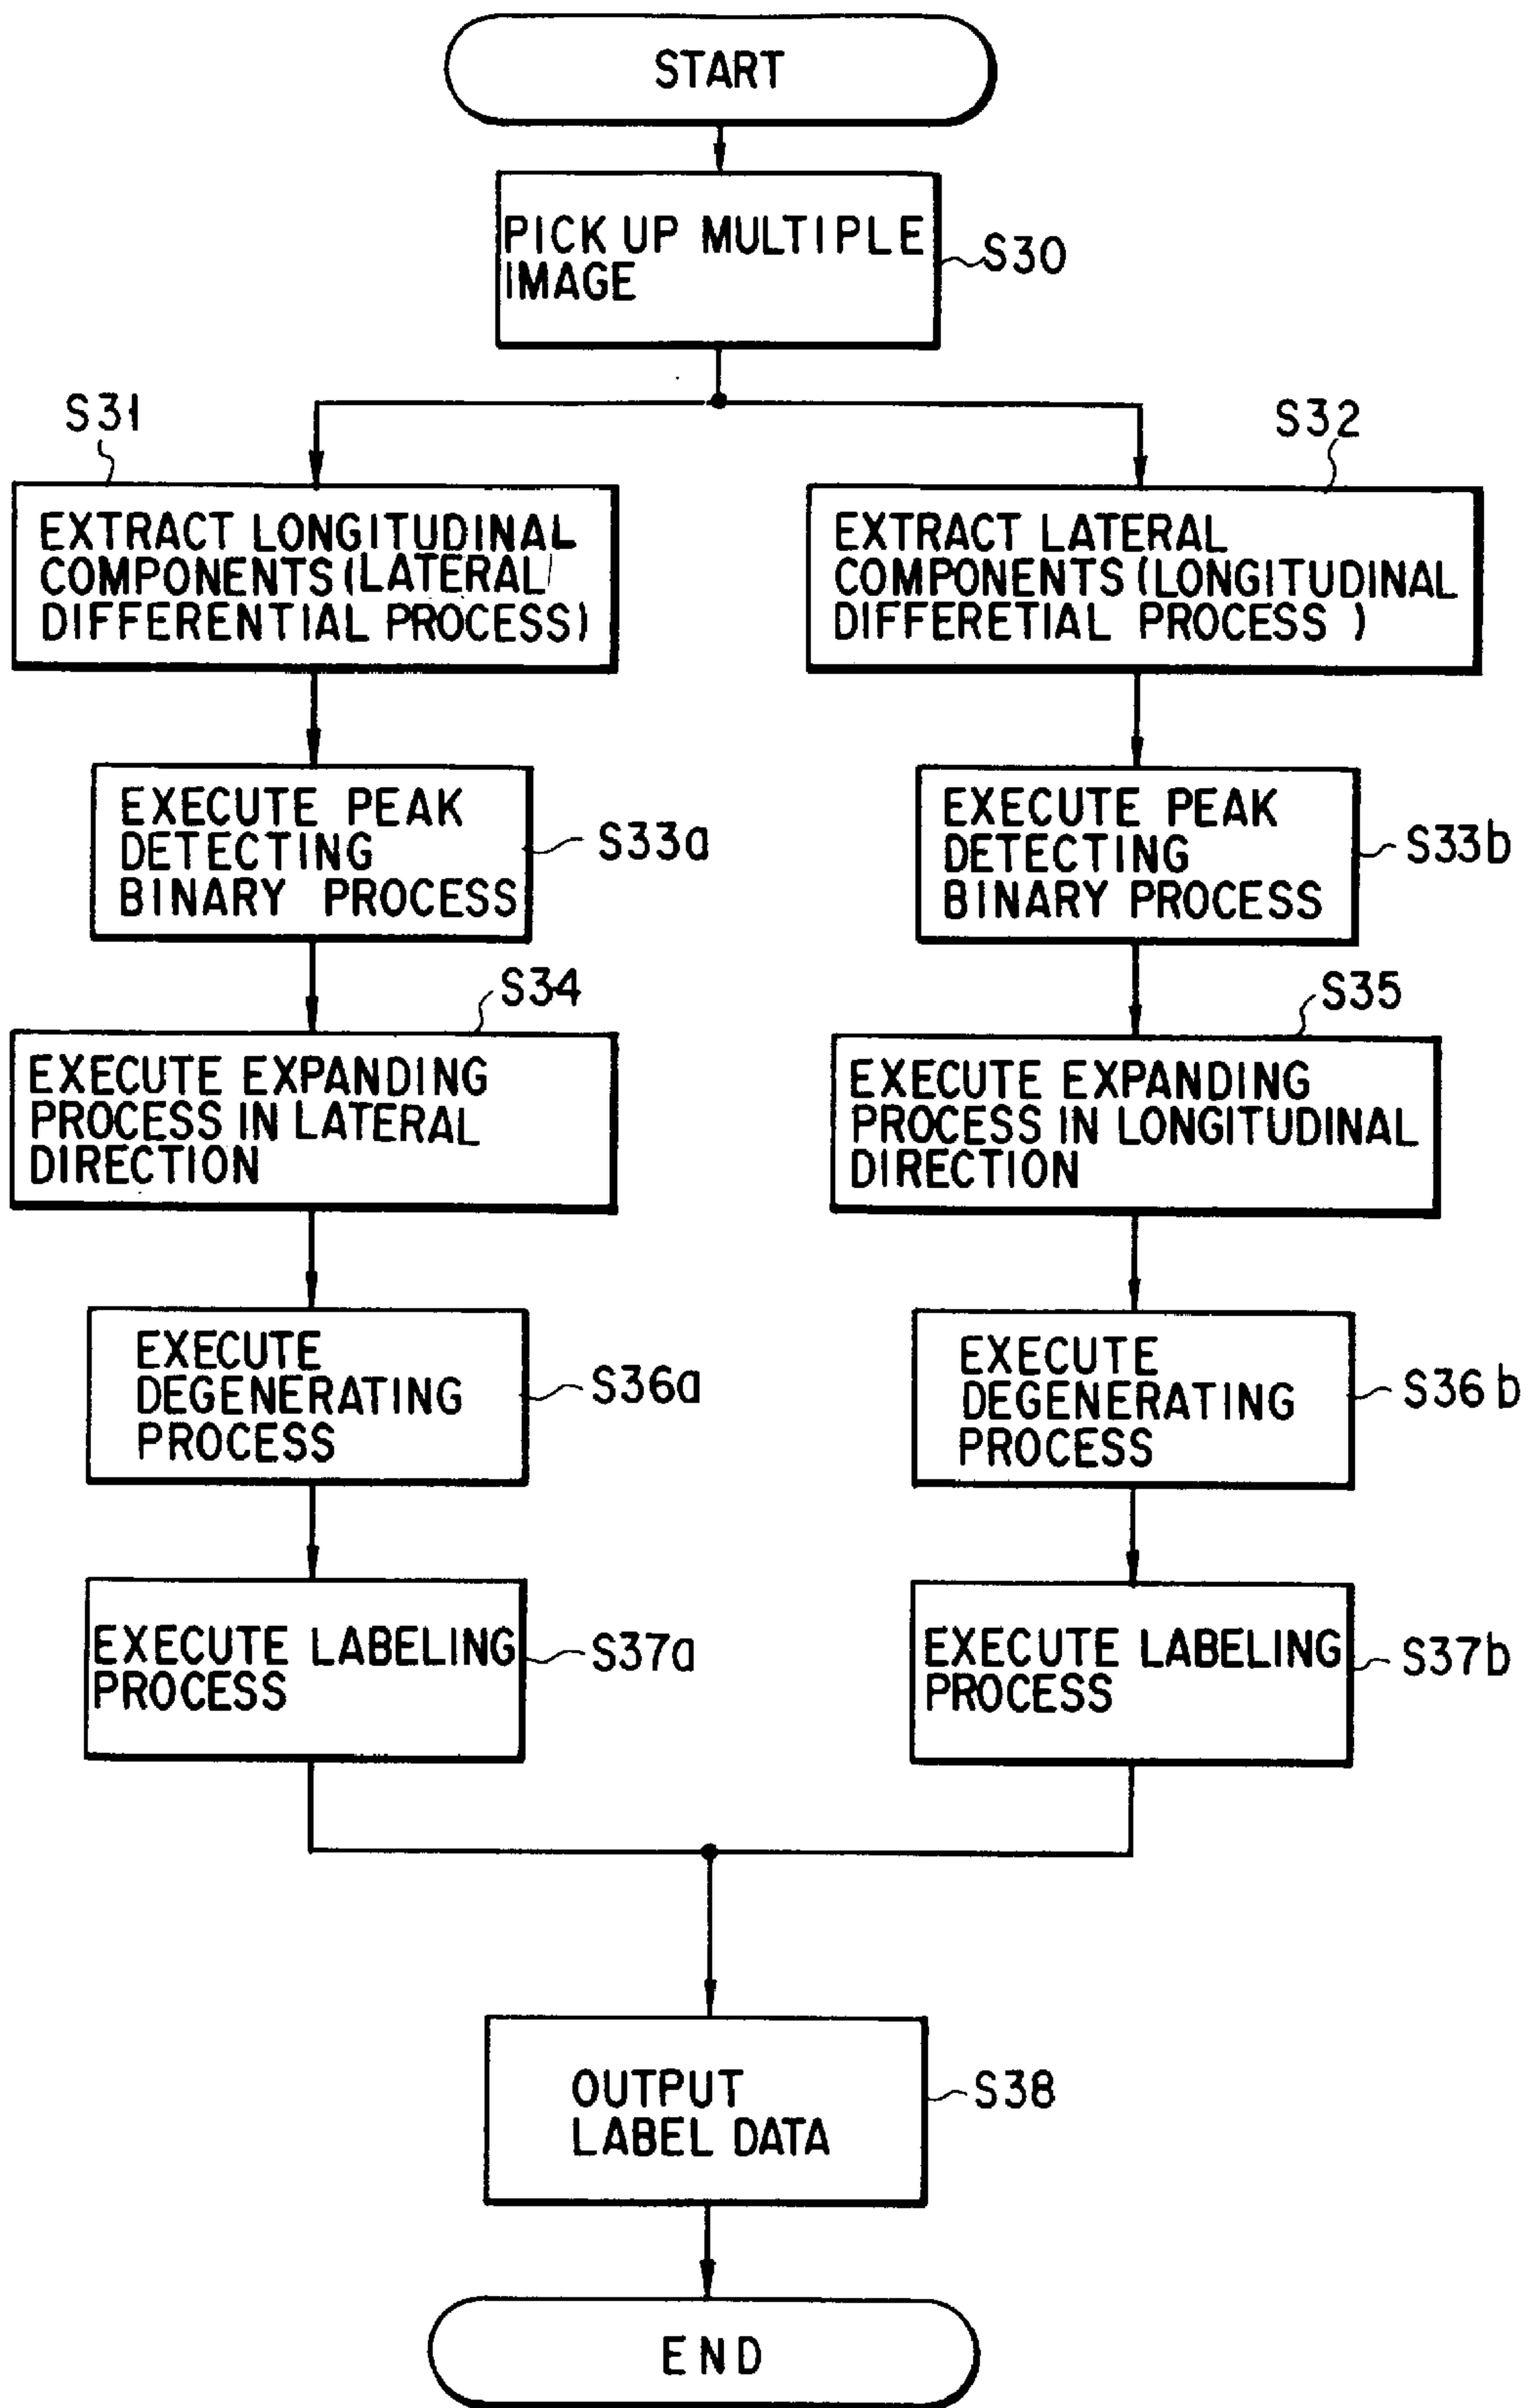 START
PICK UP MULTIPLE
IMAGE
S30
S31
EXTRACT LONGITUDINAL
COMPONENTS (LATERAL
DIFFERENTIAL PROCESS)
S32
EXTRACT LATERAL
COMPONENTS (LONGITUDINAL
DIFFERETIAL PROCESS )
EXECUTE PEAK
DETECTING
BINARY PROCESS
S33a
EXECUTE PEAK
DETECTING
BINARY PROCESS
S33b
S34
EXECUTE EXPANDING
PROCESS IN LATERAL
DIRECTION
S35
EXECUTE EXPANDING
PROCESS IN LONGITUDINAL
DIRECTION
EXECUTE
DEGENERATING
PROCESS
S36a
EXECUTE
DEGENERATING
PROCESS
S36b
EXECUTE LABELING
PROCESS
S37a
EXECUTE LABELING
PROCESS
S37b
OUTPUT
LABEL DATA
S38
END